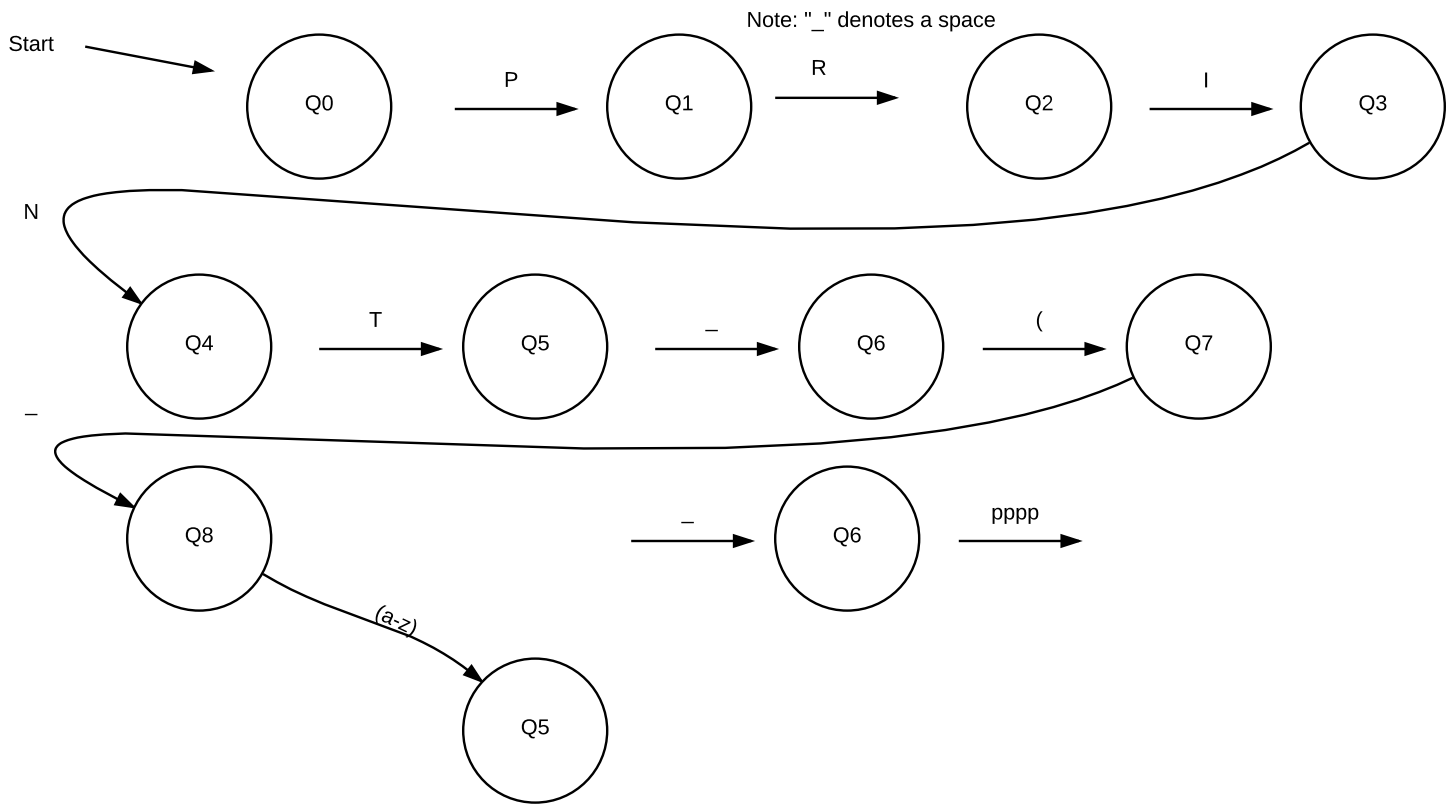 Note: "_" denotes a space
Start
P
R
I
Q0
Q1
Q2
Q3
N
T
_
(
Q4
Q5
Q6
Q7
_
_
pppp
Q8
Q6
(a-z)
Q5